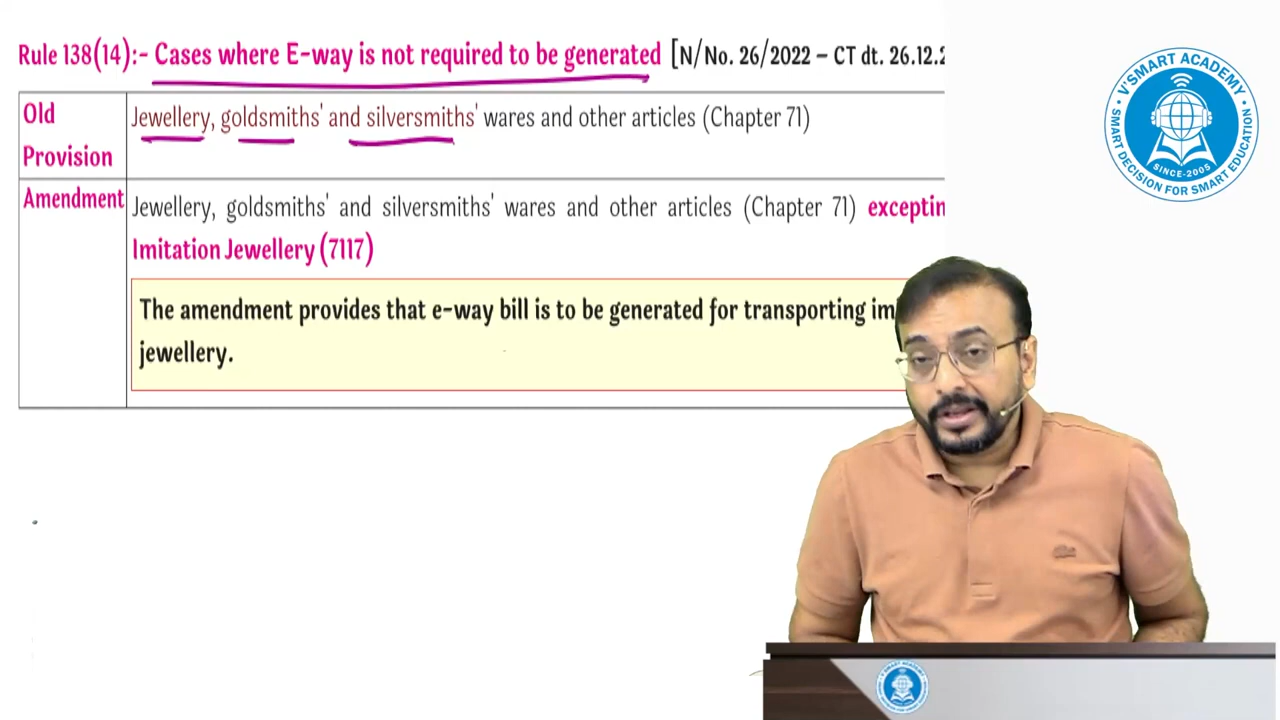 Rule 138(14):- Cases where E-way is not required to be generated [N/No. 26/2022 – CT dt. 26.12.2
Old
Provision
Jewellery, goldsmiths' and silversmiths' wares and other articles (Chapter 71)
Amendment
Jewellery, goldsmiths' and silversmiths' wares and other articles (Chapter 71) exceptin
Imitation Jewellery (7117)
The amendment provides that e-way bill is to be generated for transporting im
jewellery.
V'SMART ACADEMY
SINCE-2005
SMART DECISION FOR SMART EDUCATION